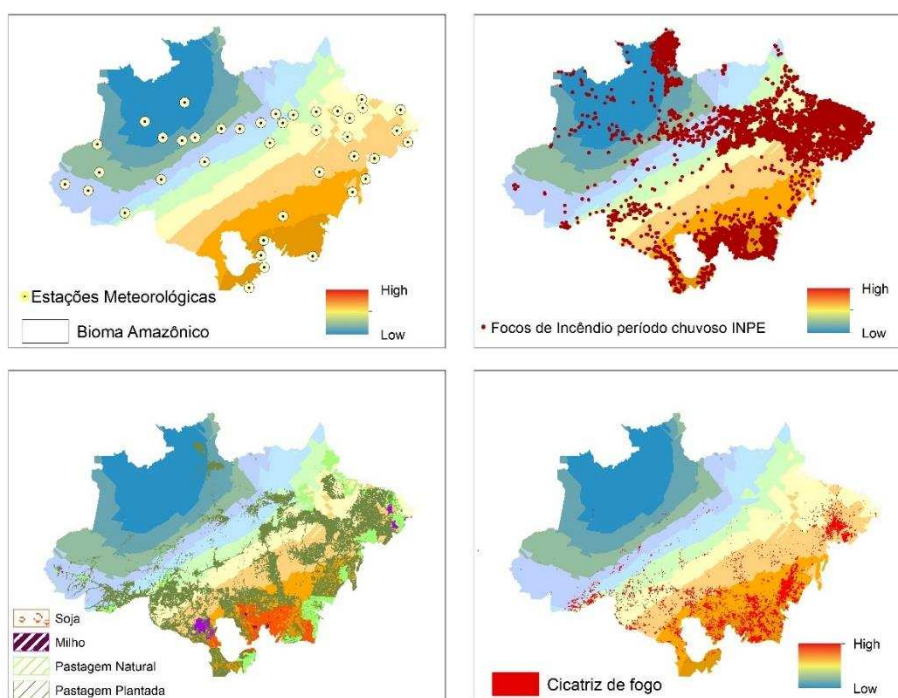 High
Estações Meteorológicas
Bioma Amazônico
Low
High
Focos de Incêndio período chuvoso INPE
Low
Soja
Milho
Pastagem Natural
Pastagem Plantada
High
Cicatriz de fogo
Low